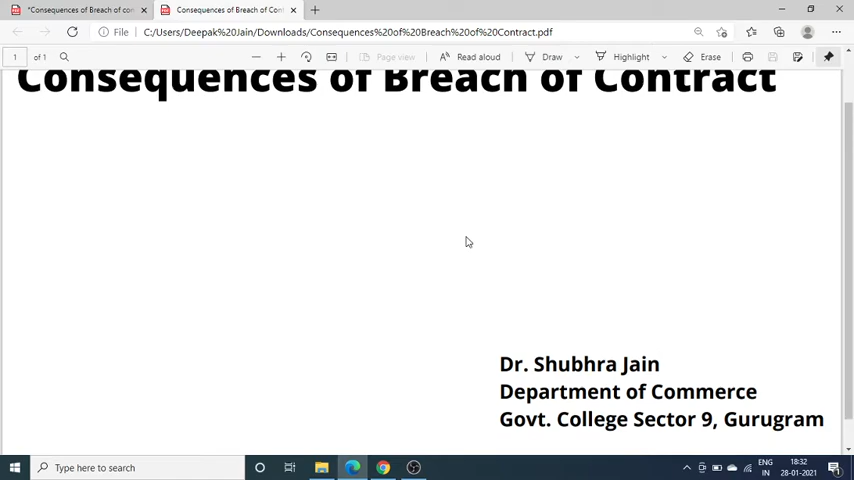 *Consequences of Breach of con
Consequences of Breach of Con
File
C:/Users/Deepak%20Jain/Downloads/Consequences%20of%20Breach%20of%20Contract.pdf
1 of 1
Page view
Read aloud
Draw
Highlight
Erase
Consequences of Breach of Contract
Dr. Shubhra Jain
Department of Commerce
Govt. College Sector 9, Gurugram
Type here to search
ENG
IN
18:32
28-01-2021
1